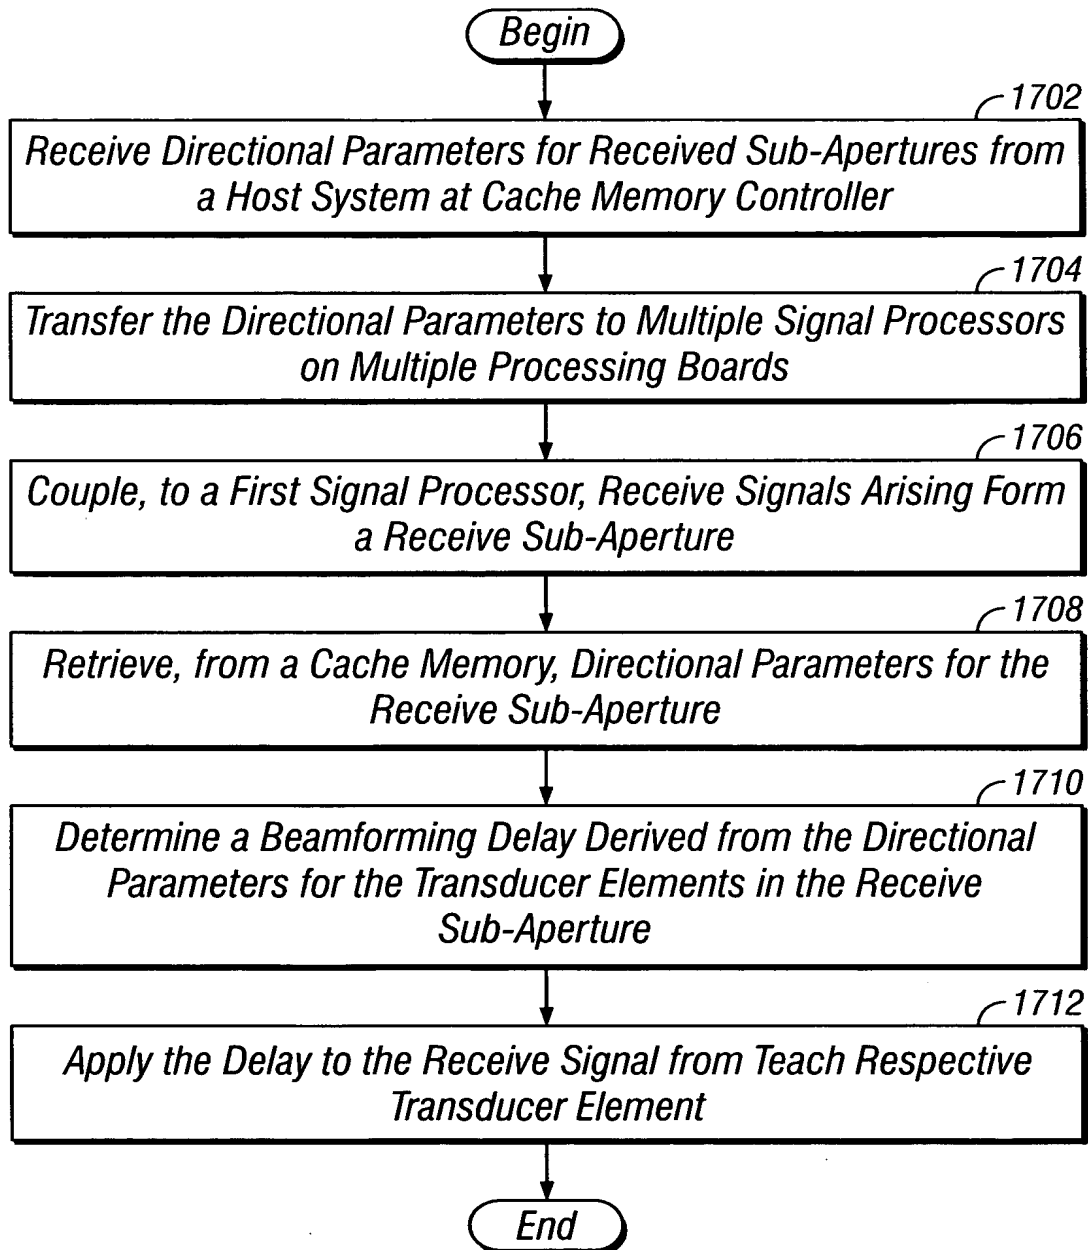 Begin
1702
Receive Directional Parameters for Received Sub-Apertures from
a Host System at Cache Memory Controller
1704
Transfer the Directional Parameters to Multiple Signal Processors
on Multiple Processing Boards
1706
Couple, to a First Signal Processor, Receive Signals Arising Form
a Receive Sub-Aperture
1708
Retrieve, from a Cache Memory, Directional Parameters for the
Receive Sub-Aperture
1710
Determine a Beamforming Delay Derived from the Directional
Parameters for the Transducer Elements in the Receive
Sub-Aperture
1712
Apply the Delay to the Receive Signal from Teach Respective
Transducer Element
End